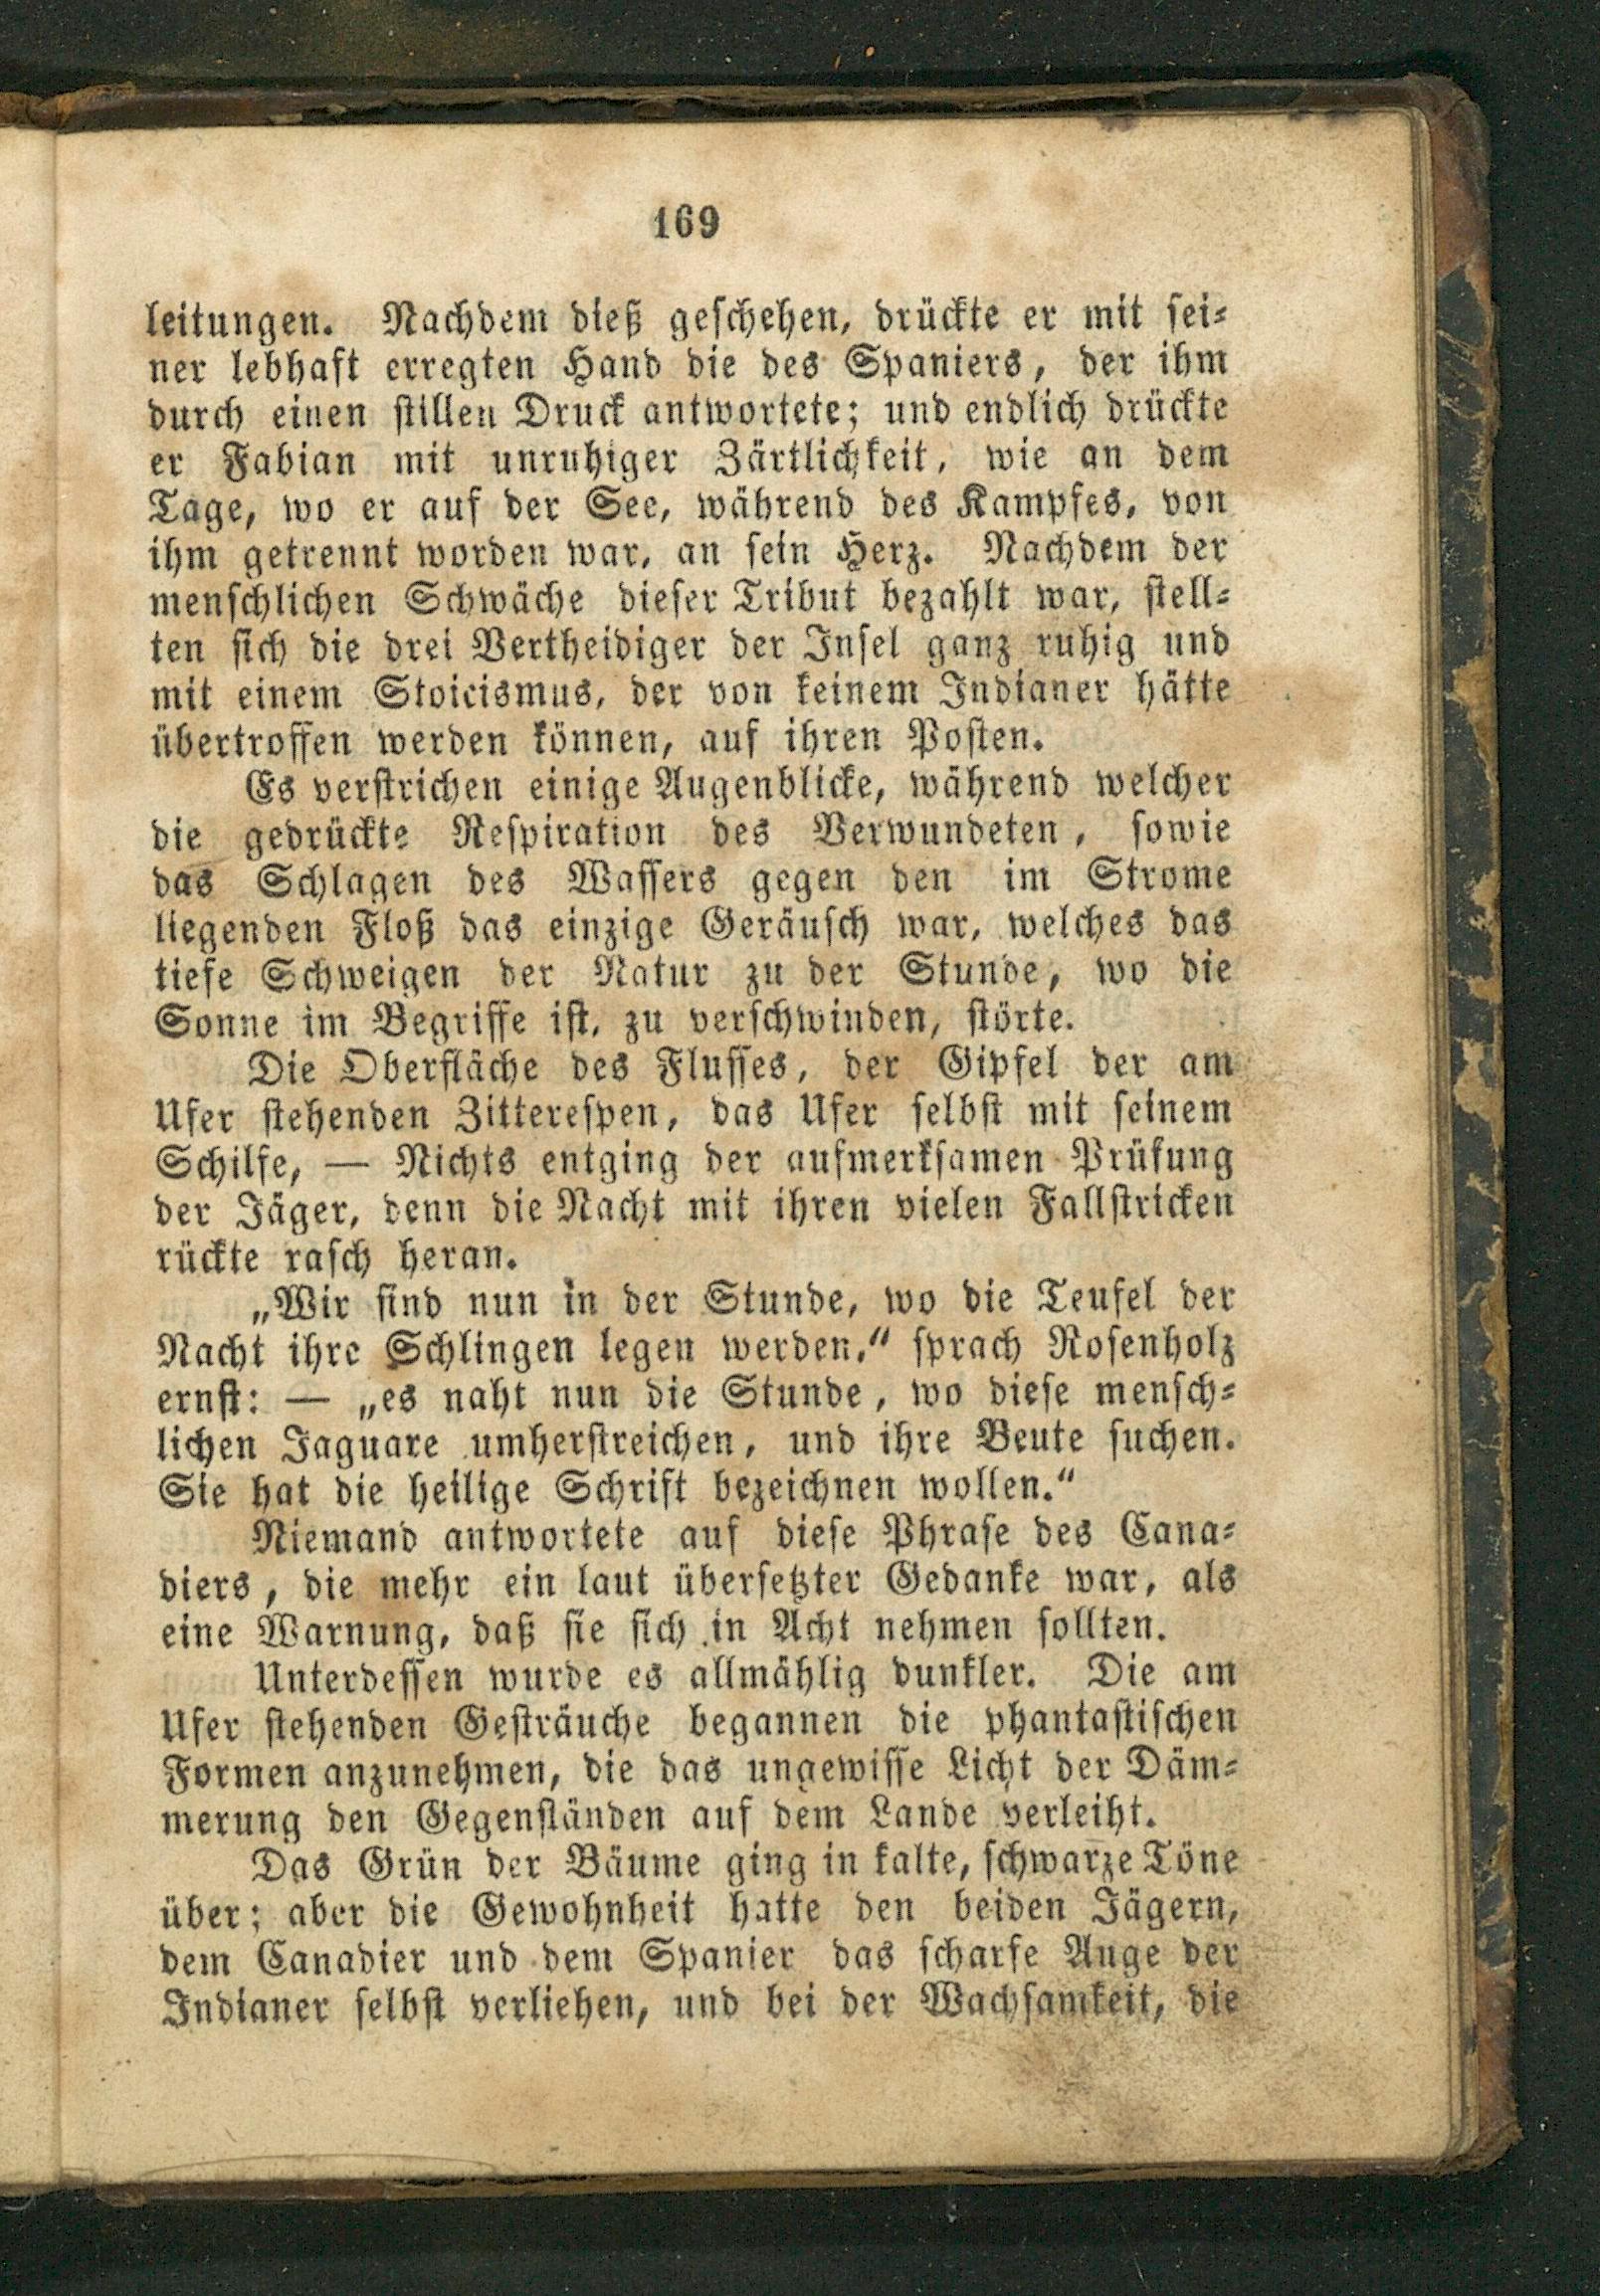 169
leitungen. Nachdem dieß geschehen, drückte er mit sei-
ner lebhaft erregten Hand die des Spaniers, der ihm
durch einen stillen Druck antwortete; und endlich drückte
er Fabian mit unruhiger Zärtlichkeit, wie an dem
Tage, wo er auf der See, während des Kampfes, von
ihm getrennt worden war, an sein Herz. Nachdem der
menschlichen Schwäche dieser Tribut bezahlt war, stell-
ten sich die drei Vertheidiger der Insel ganz ruhig und
mit einem Stoicismus, der von keinem Indianer hätte
übertroffen werden können, auf ihren Posten.
Es verstrichen einige Augenblicke, während welcher
die gedrückte Respiration des Verwundeten, sowie
das Schlagen des Wassers gegen den im Strome
liegenden Floß das einzige Geräusch war, welches das
tiefe Schweigen der Natur zu der Stunde, wo die
Sonne im Begriffe ist, zu verschwinden, störte.
Die Oberfläche des Flusses, der Gipfel der am
Ufer stehenden Zitterespen, das Ufer selbst mit seinem
Schilfe, — Nichts entging der aufmerksamen Prüfung
der Jäger, denn die Nacht mit ihren vielen Fallstricken
rückte rasch heran.
„Wir sind nun in der Stunde, wo die Teufel der
Nacht ihre Schlingen legen werden,“ sprach Rosenholz
ernst: — „es naht nun die Stunde, wo diese mensch-
lichen Jaguare umherstreichen, und ihre Beute suchen.
Sie hat die heilige Schrift bezeichnen wollen.“
Niemand antwortete auf diese Phrase des Cana-
diers, die mehr ein laut übersetzter Gedanke war, als
eine Warnung, daß sie sich in Acht nehmen sollten.
Unterdessen wurde es allmählig dunkler. Die am
Ufer stehenden Gesträuche begannen die phantastischen
Formen anzunehmen, die das ungewisse Licht der Däm-
merung den Gegenständen auf dem Lande verleiht.
Das Grün der Bäume ging in kalte, schwarze Töne
über; aber die Gewohnheit hatte den beiden Jägern,
dem Canadier und dem Spanier das scharfe Auge der
Indianer selbst verliehen, und bei der Wachsamkeit, die